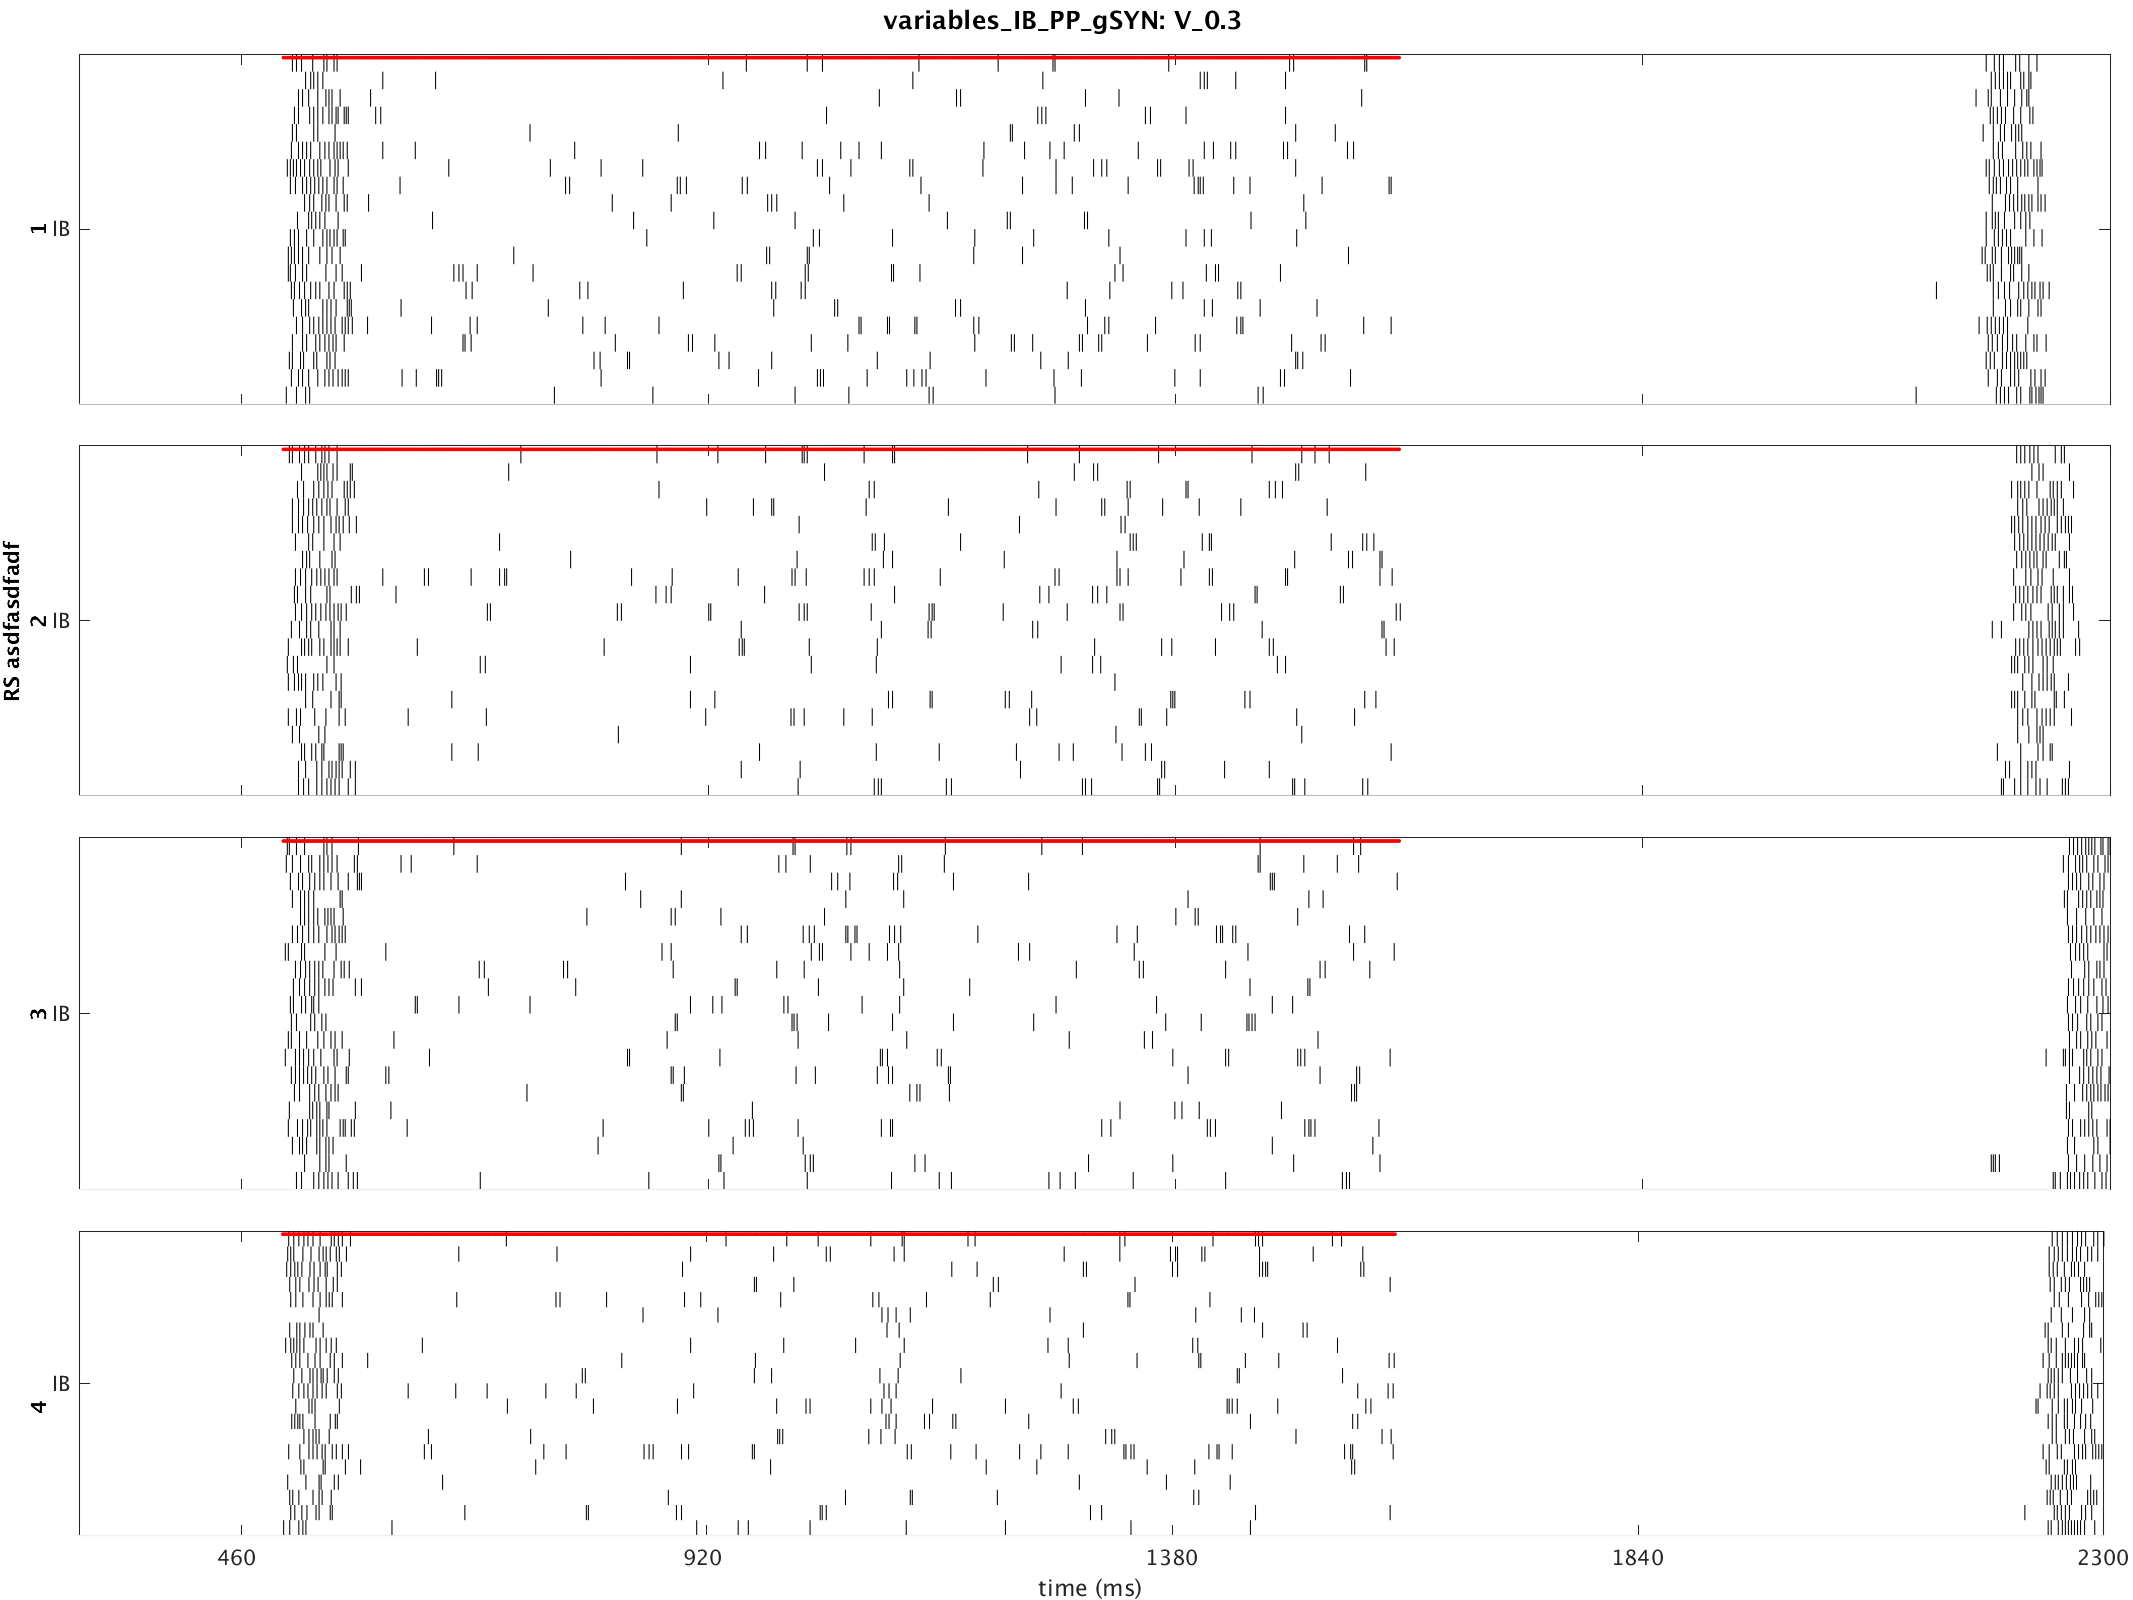 variables_IB_PP_gSYN: V_0.3
RS asdfasdfadf
1 IB
2 IB
3 IB
4 IB
460 920 1380 1840 2300
time (ms)